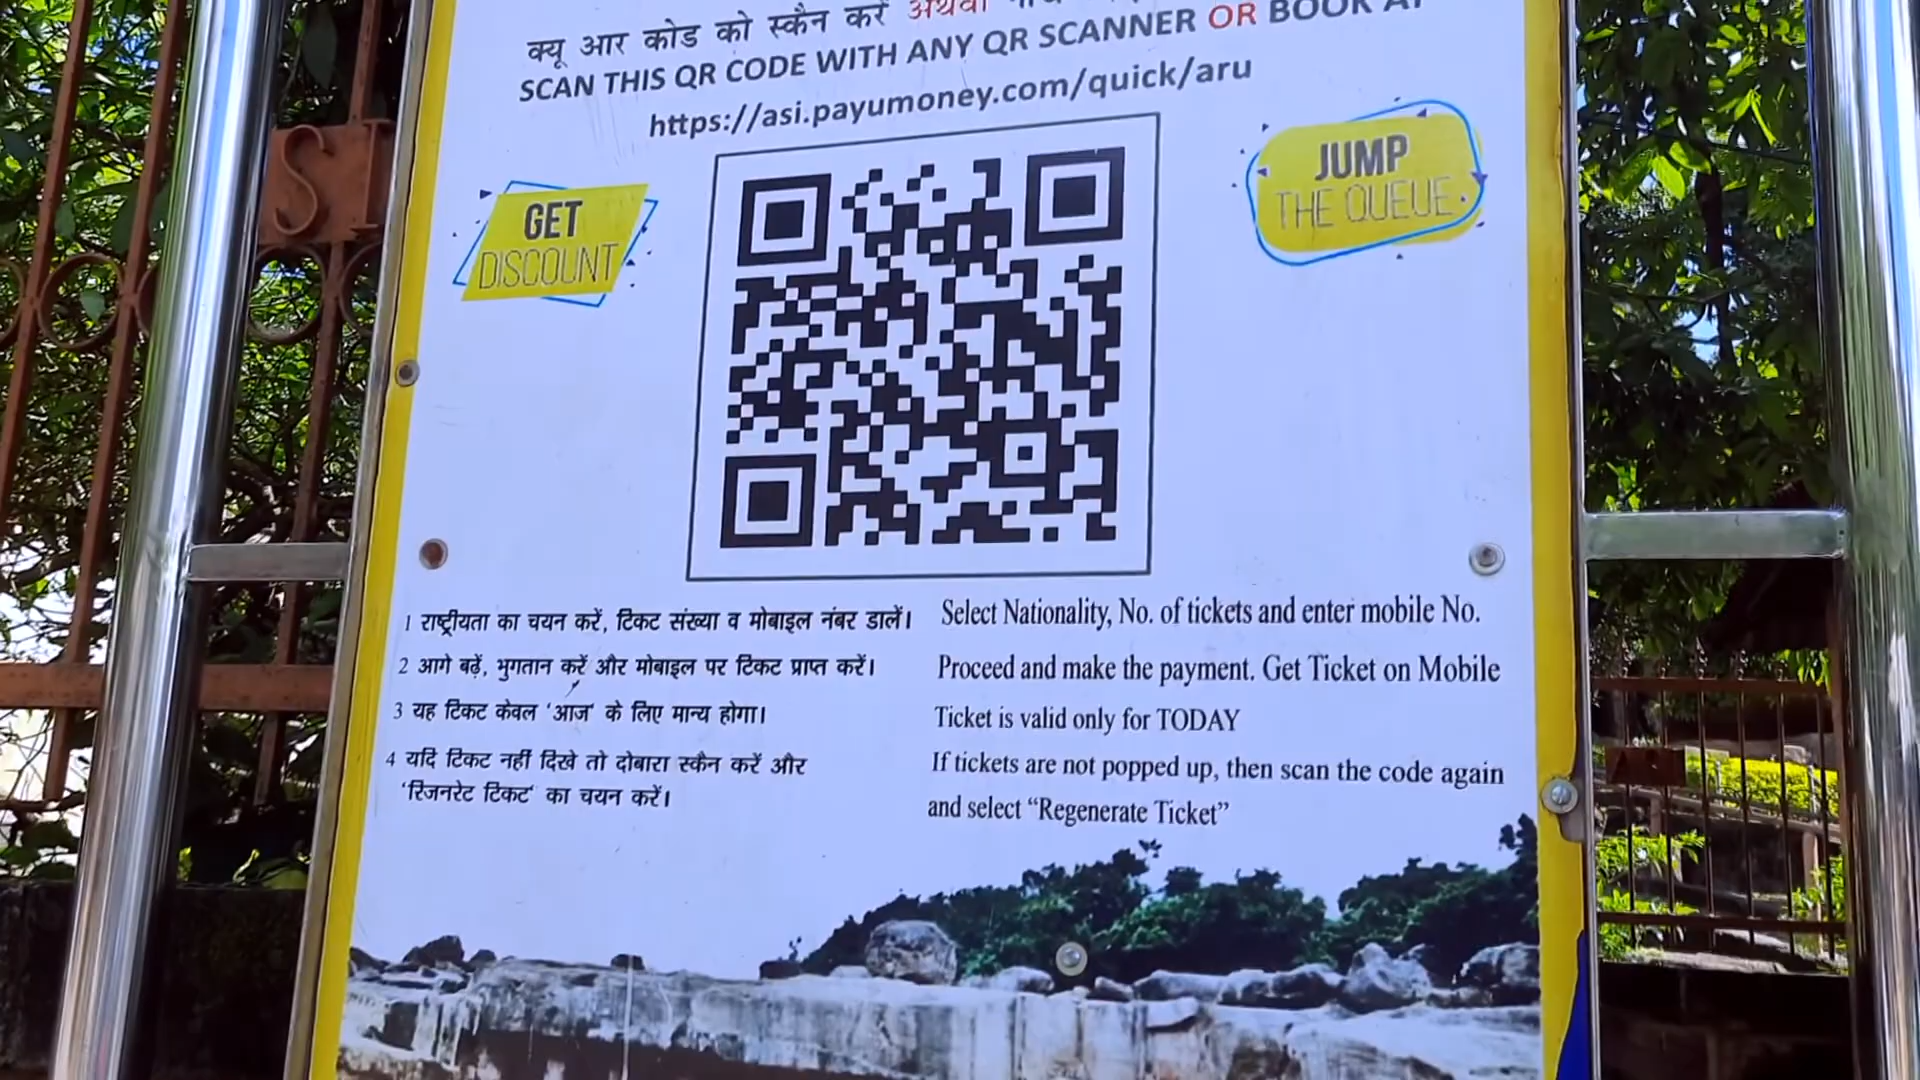 क्यू आर कोड को स्कैन करें अथवा
SCAN THIS QR CODE WITH ANY QR SCANNER OR BOOK AT
https://asi.payumoney.com/quick/aru
GET
DISCOUNT
JUMP
THE QUEUE
SI
1 राष्ट्रीयता का चयन करें, टिकट संख्या व मोबाइल नंबर डालें।
2 आगे बढ़ें, भुगतान करें और मोबाइल पर टिकट प्राप्त करें।
3 यह टिकट केवल 'आज' के लिए मान्य होगा।
4 यदि टिकट नहीं दिखे तो दोबारा स्कैन करें और
'रिजनरेट टिकट' का चयन करें।
Select Nationality, No. of tickets and enter mobile No.
Proceed and make the payment. Get Ticket on Mobile
Ticket is valid only for TODAY
If tickets are not popped up, then scan the code again
and select “Regenerate Ticket”